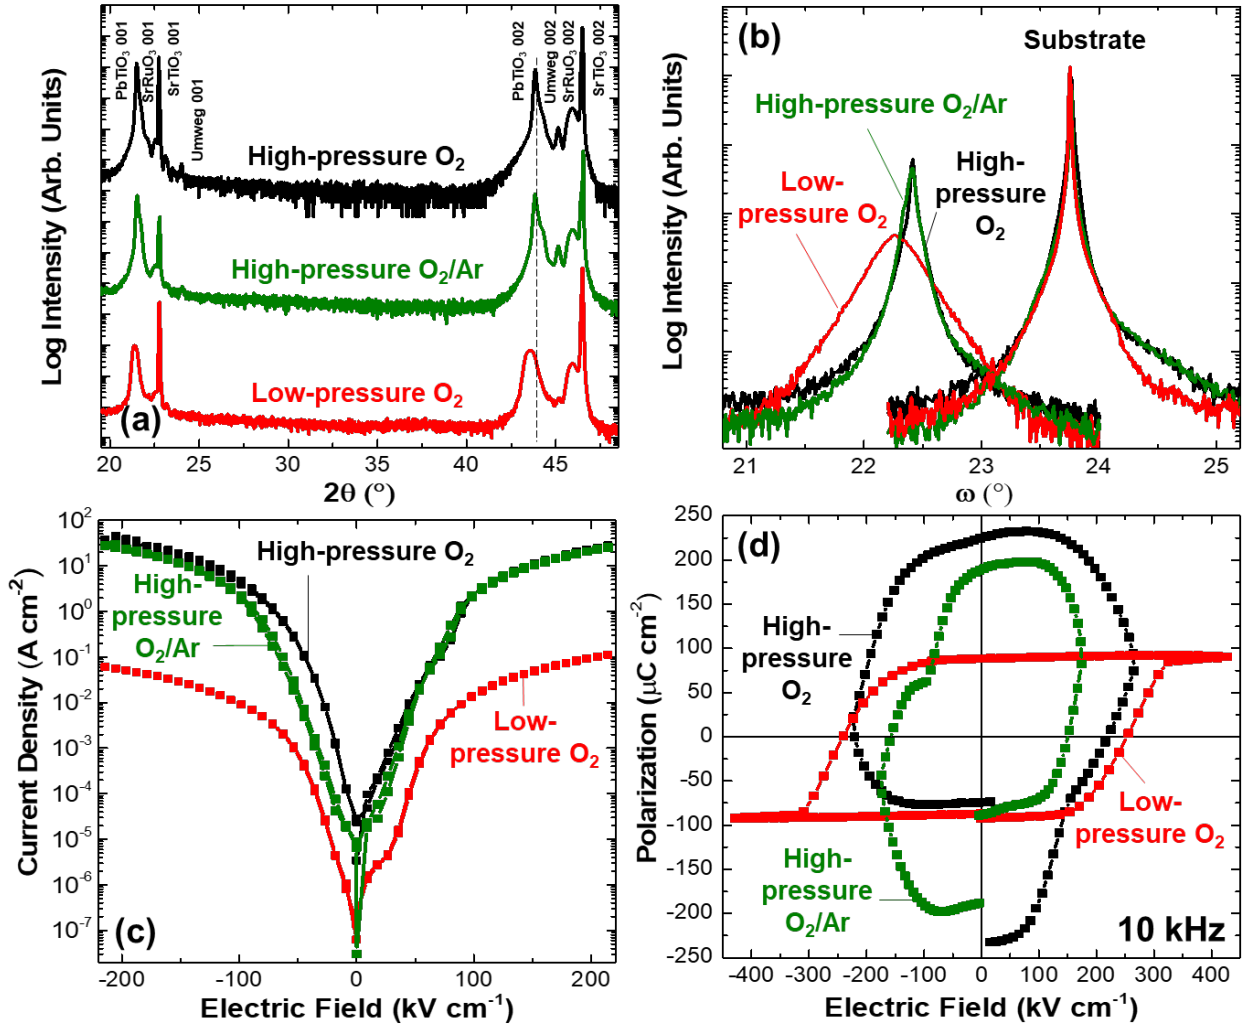 PbTiO₃ 001
SrRuO₃ 001
SrTiO₃ 001
Umweg 001
PbTiO₃ 002
Umweg 002
SrRuO₃ 002
SrTiO₃ 002
High-pressure O₂
High-pressure O₂/Ar
Low-pressure O₂
(a)
Log Intensity (Arb. Units)
20 25 30 35 40 45
2θ (°)
(b)
Substrate
High-pressure O₂/Ar
Low-
pressure O₂
High-
pressure
O₂
Log Intensity (Arb. Units)
21 22 23 24 25
ω (°)
10²
10¹
10⁰
10⁻¹
10⁻²
10⁻³
10⁻⁴
10⁻⁵
10⁻⁶
10⁻⁷
Current Density (A cm⁻²)
High-pressure O₂
High-
pressure
O₂/Ar
Low-
pressure O₂
(c)
-200 -100 0 100 200
Electric Field (kV cm⁻¹)
250
200
150
100
50
0
-50
-100
-150
-200
-250
Polarization (µC cm⁻²)
(d)
High-
pressure
O₂
Low-
pressure O₂
High-
pressure
O₂/Ar
10 kHz
-400 -300 -200 -100 0 100 200 300 400
Electric Field (kV cm⁻¹)